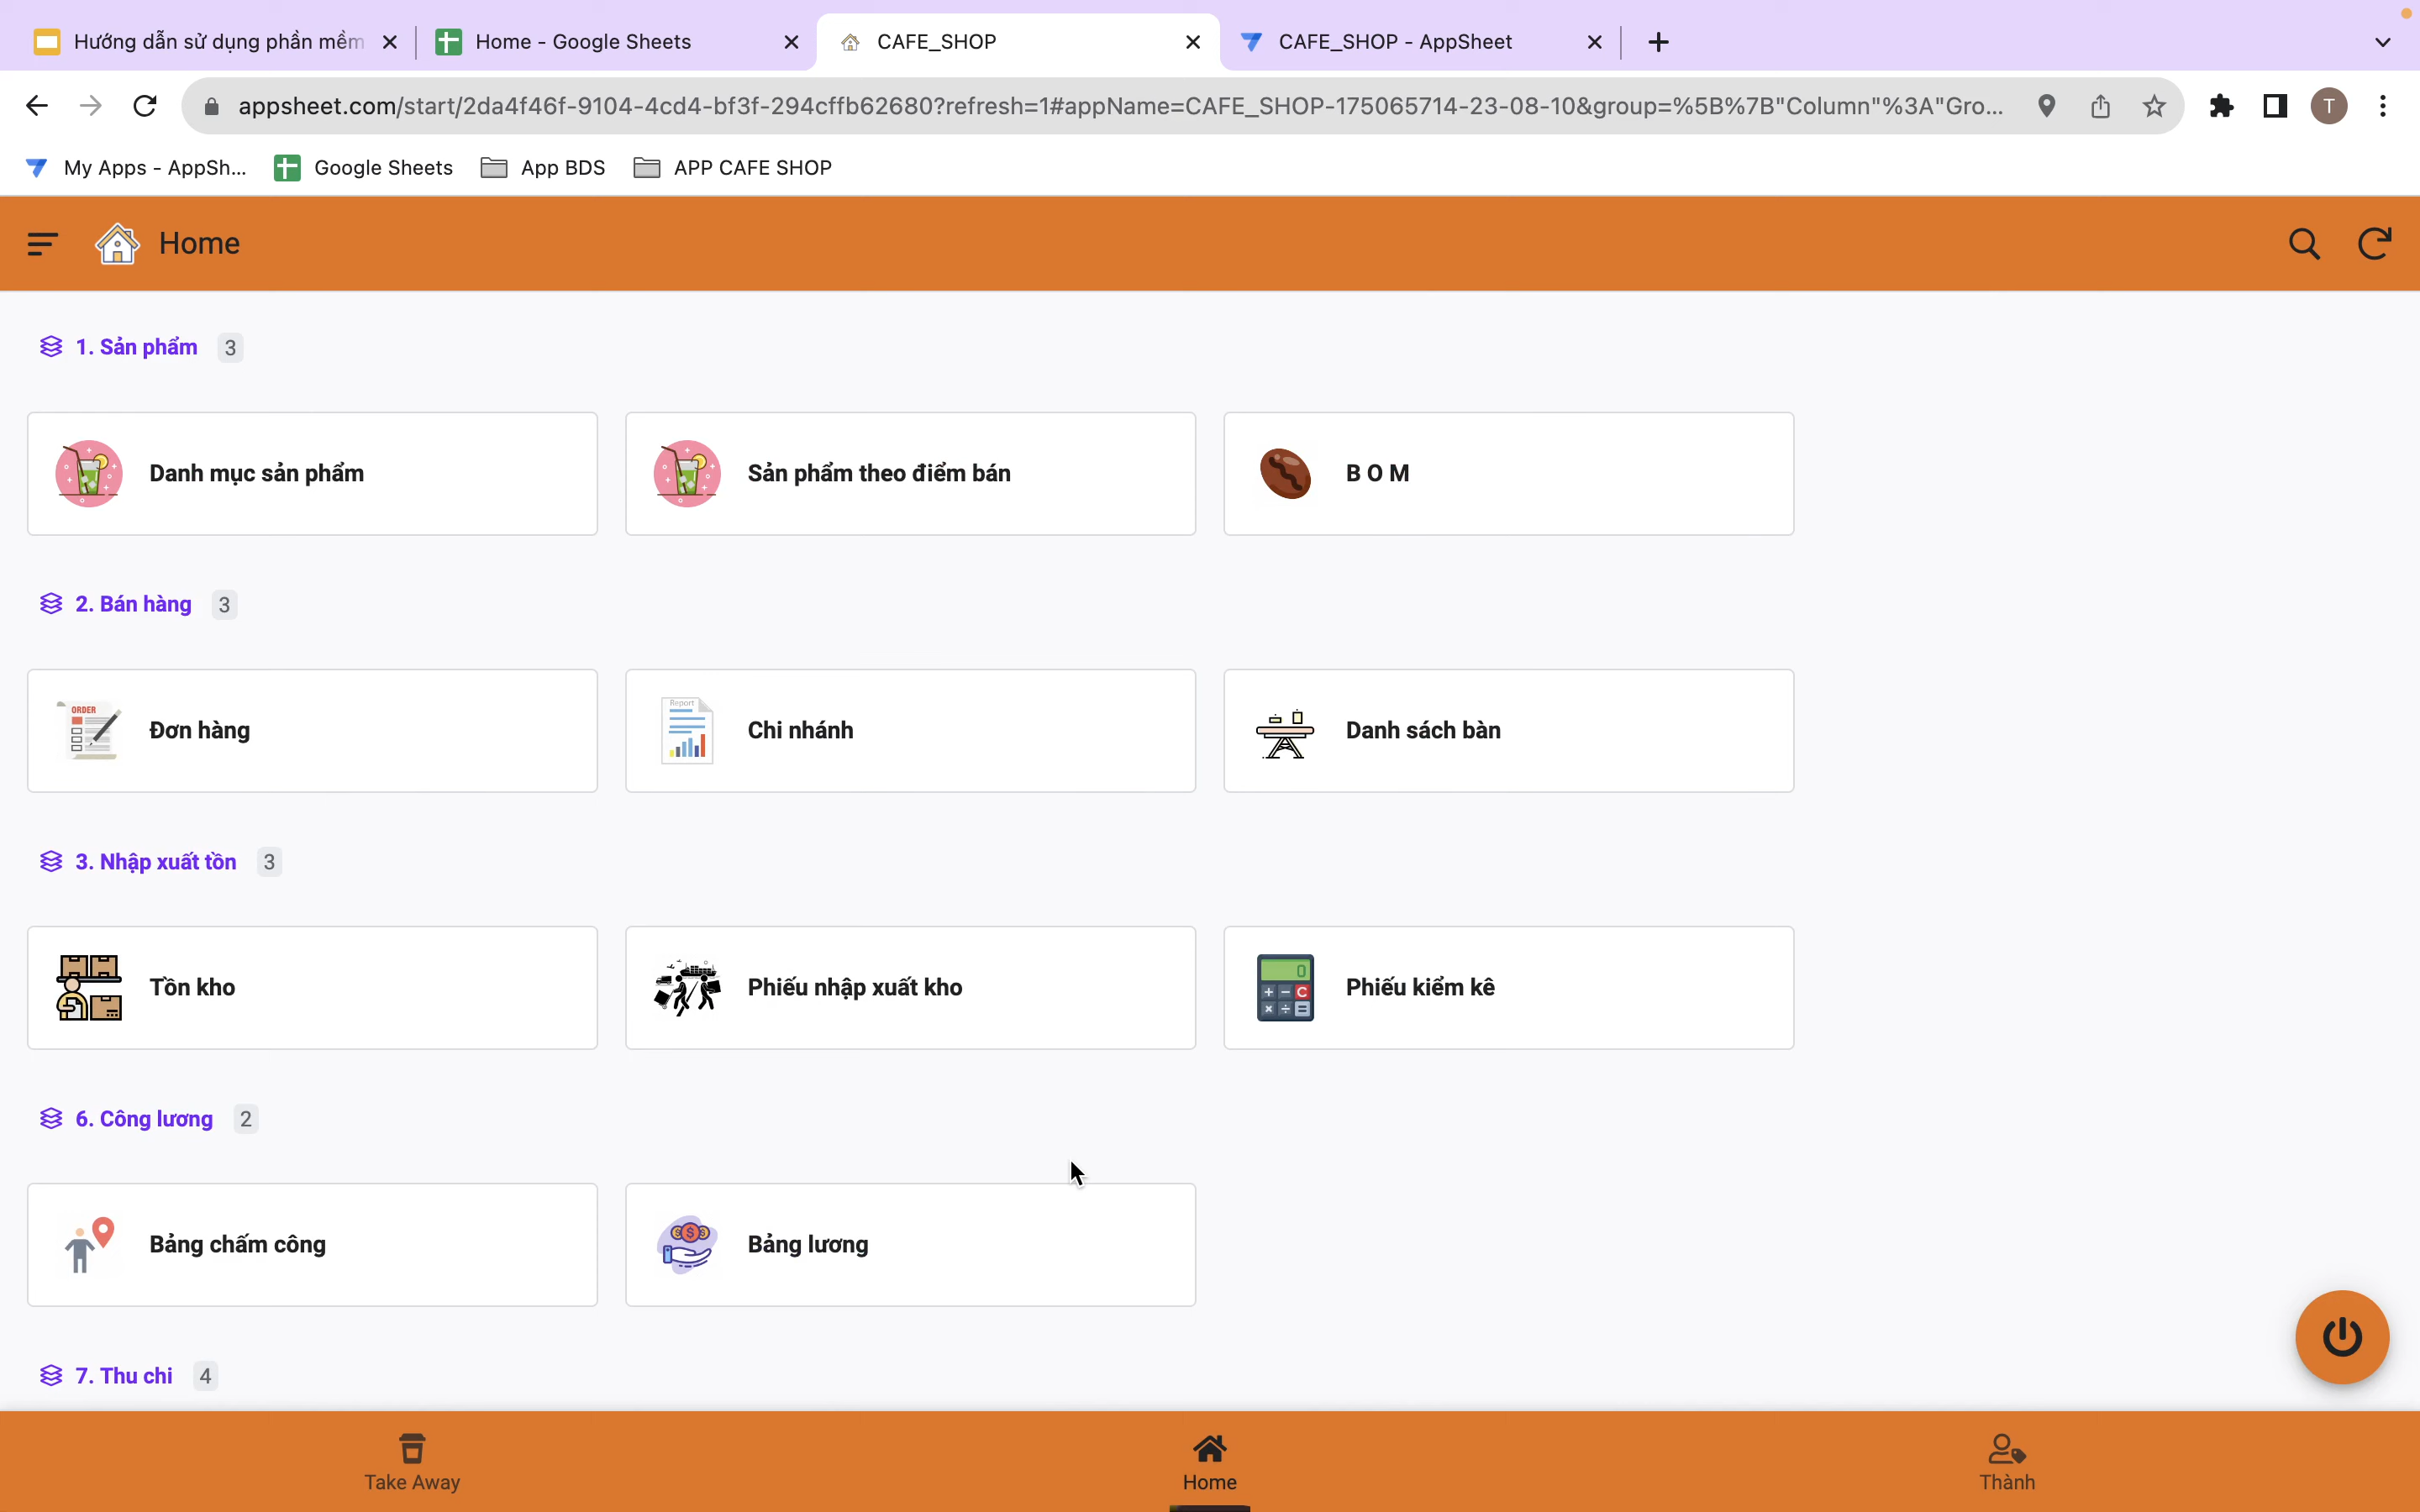 Hướng dẫn sử dụng phần mềm
Home - Google Sheets
CAFE_SHOP
CAFE_SHOP - AppSheet
appsheet.com/start/2da4f46f-9104-4cd4-bf3f-294cffb62680?refresh=1#appName=CAFE_SHOP-175065714-23-08-10&group=%5B%7B"Column"%3A"Gro...
T
My Apps - AppSh...
Google Sheets
App BDS
APP CAFE SHOP
Home
1. Sản phẩm 3
Danh mục sản phẩm
Sản phẩm theo điểm bán
B O M
2. Bán hàng 3
ORDER
Đơn hàng
Report
Chi nhánh
Danh sách bàn
3. Nhập xuất tồn 3
Tồn kho
Phiếu nhập xuất kho
0
+ - C
x ÷ =
Phiếu kiểm kê
6. Công lương 2
Bảng chấm công
$ $ $
Bảng lương
7. Thu chi 4
Take Away
Home
Thành